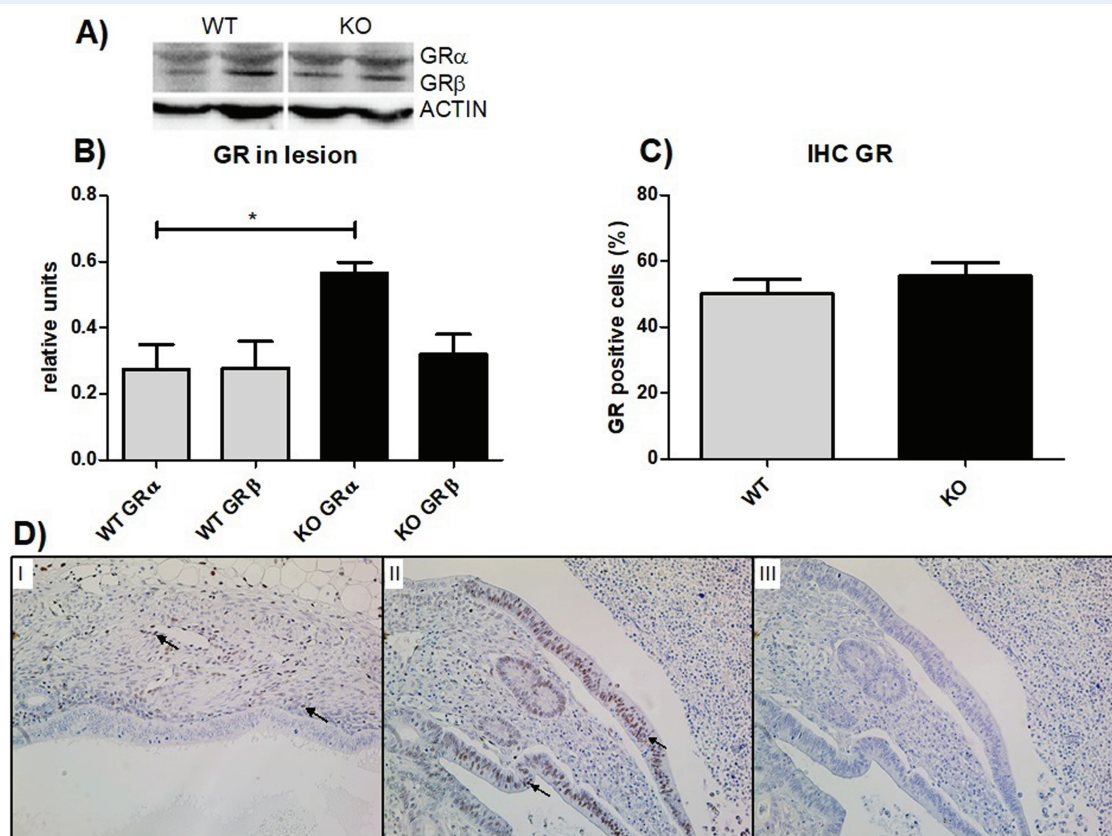 A)
WT KO
GRα
GRβ
ACTIN
B)
GR in lesion
relative units
0.8
0.6
0.4
0.2
0.0
*
WT GRα
WT GRβ
KO GRα
KO GRβ
C)
IHC GR
GR positive cells (%)
80
60
40
20
0
WT
KO
D)
I
II
III